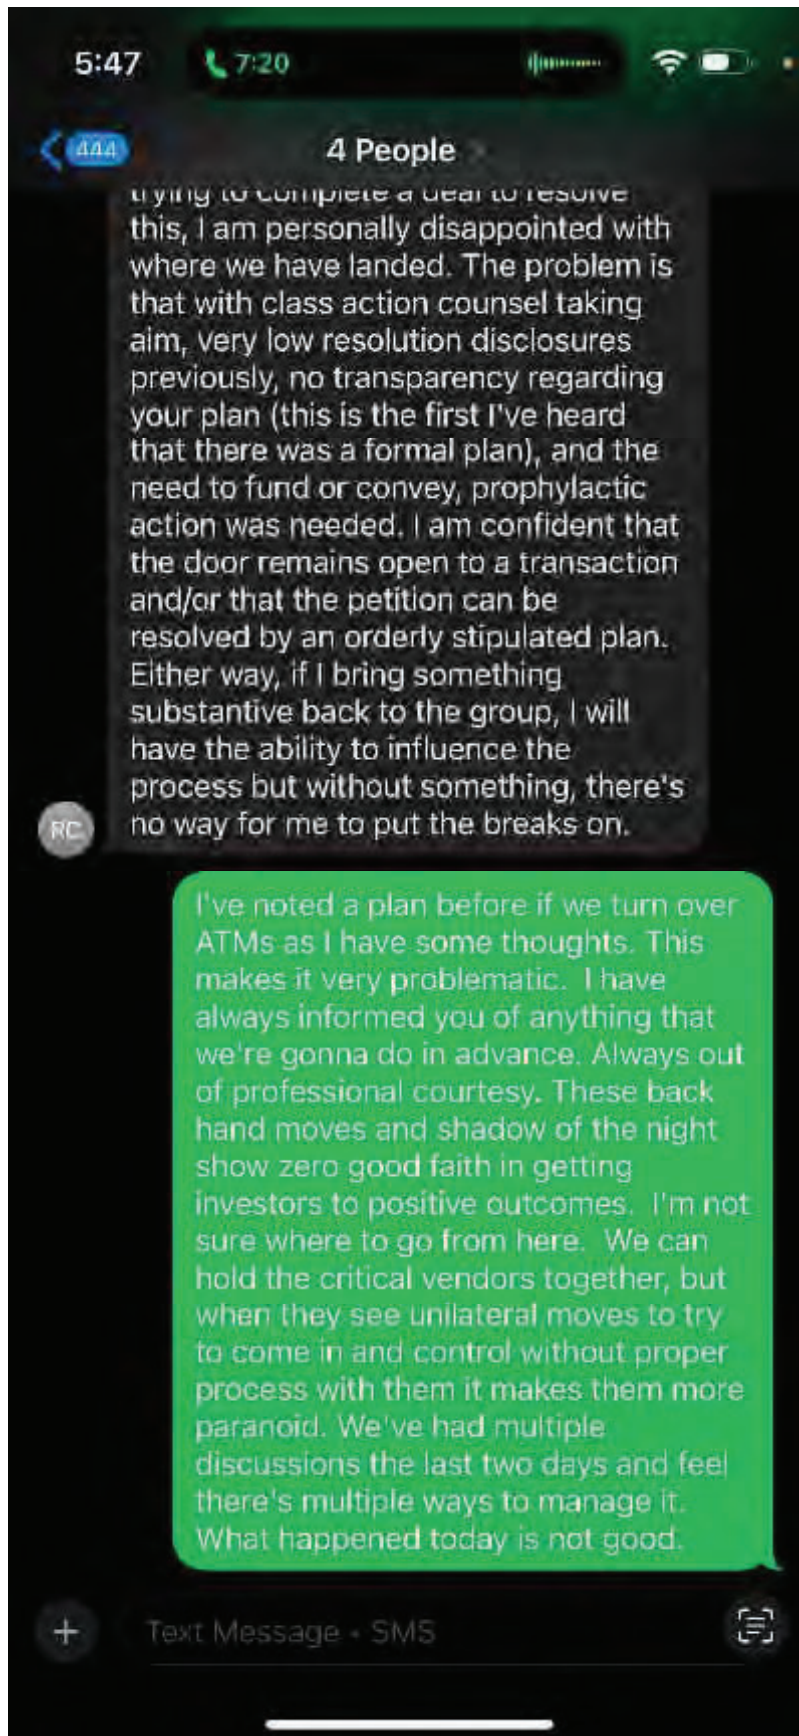 5:47
7:20
444
4 People
trying to complete a deal to resolve
this, I am personally disappointed with
where we have landed. The problem is
that with class action counsel taking
aim, very low resolution disclosures
previously, no transparency regarding
your plan (this is the first I've heard
that there was a formal plan), and the
need to fund or convey, prophylactic
action was needed. I am confident that
the door remains open to a transaction
and/or that the petition can be
resolved by an orderly stipulated plan.
Either way, if I bring something
substantive back to the group, I will
have the ability to influence the
process but without something, there's
no way for me to put the breaks on.
RC
I've noted a plan before if we turn over
ATMs as I have some thoughts. This
makes it very problematic. I have
always informed you of anything that
we're gonna do in advance. Always out
of professional courtesy. These back
hand moves and shadow of the night
show zero good faith in getting
investors to positive outcomes. I'm not
sure where to go from here. We can
hold the critical vendors together, but
when they see unilateral moves to try
to come in and control without proper
process with them it makes them more
paranoid. We've had multiple
discussions the last two days and feel
there's multiple ways to manage it.
What happened today is not good.
Text Message • SMS